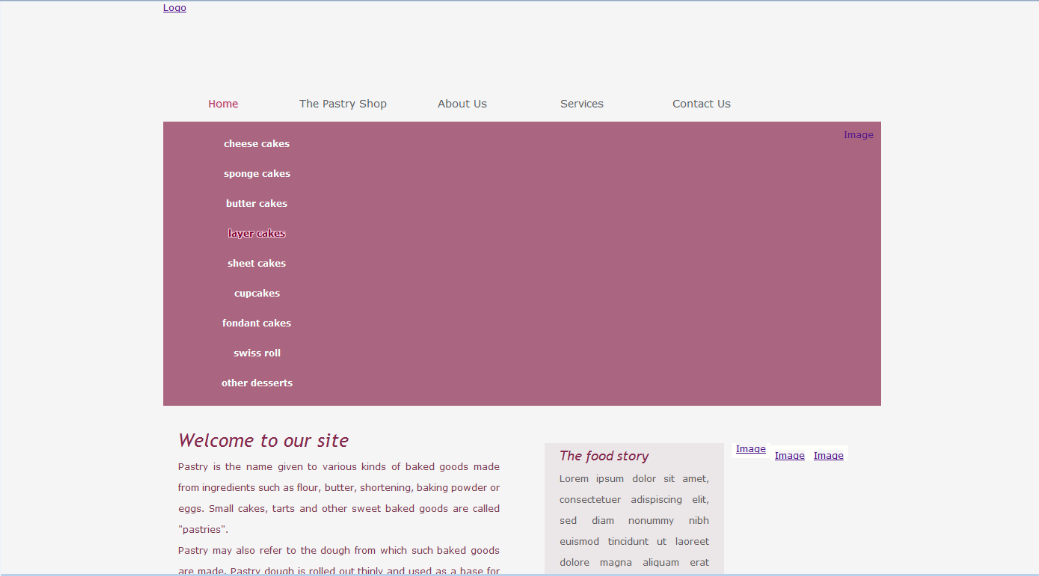 Logo
Home The Pastry Shop About Us Services Contact Us
Image
cheese cakes
sponge cakes
butter cakes
layer cakes
sheet cakes
cupcakes
fondant cakes
swiss roll
other desserts
Welcome to our site
Pastry is the name given to various kinds of baked goods made
from ingredients such as flour, butter, shortening, baking powder or
eggs. Small cakes, tarts and other sweet baked goods are called
"pastries".
Pastry may also refer to the dough from which such baked goods
are made. Pastry dough is rolled out thinly and used as a base for
The food story
Lorem ipsum dolor sit amet,
consectetuer adipiscing elit,
sed diam nonummy nibh
euismod tincidunt ut laoreet
dolore magna aliquam erat
Image
Image Image